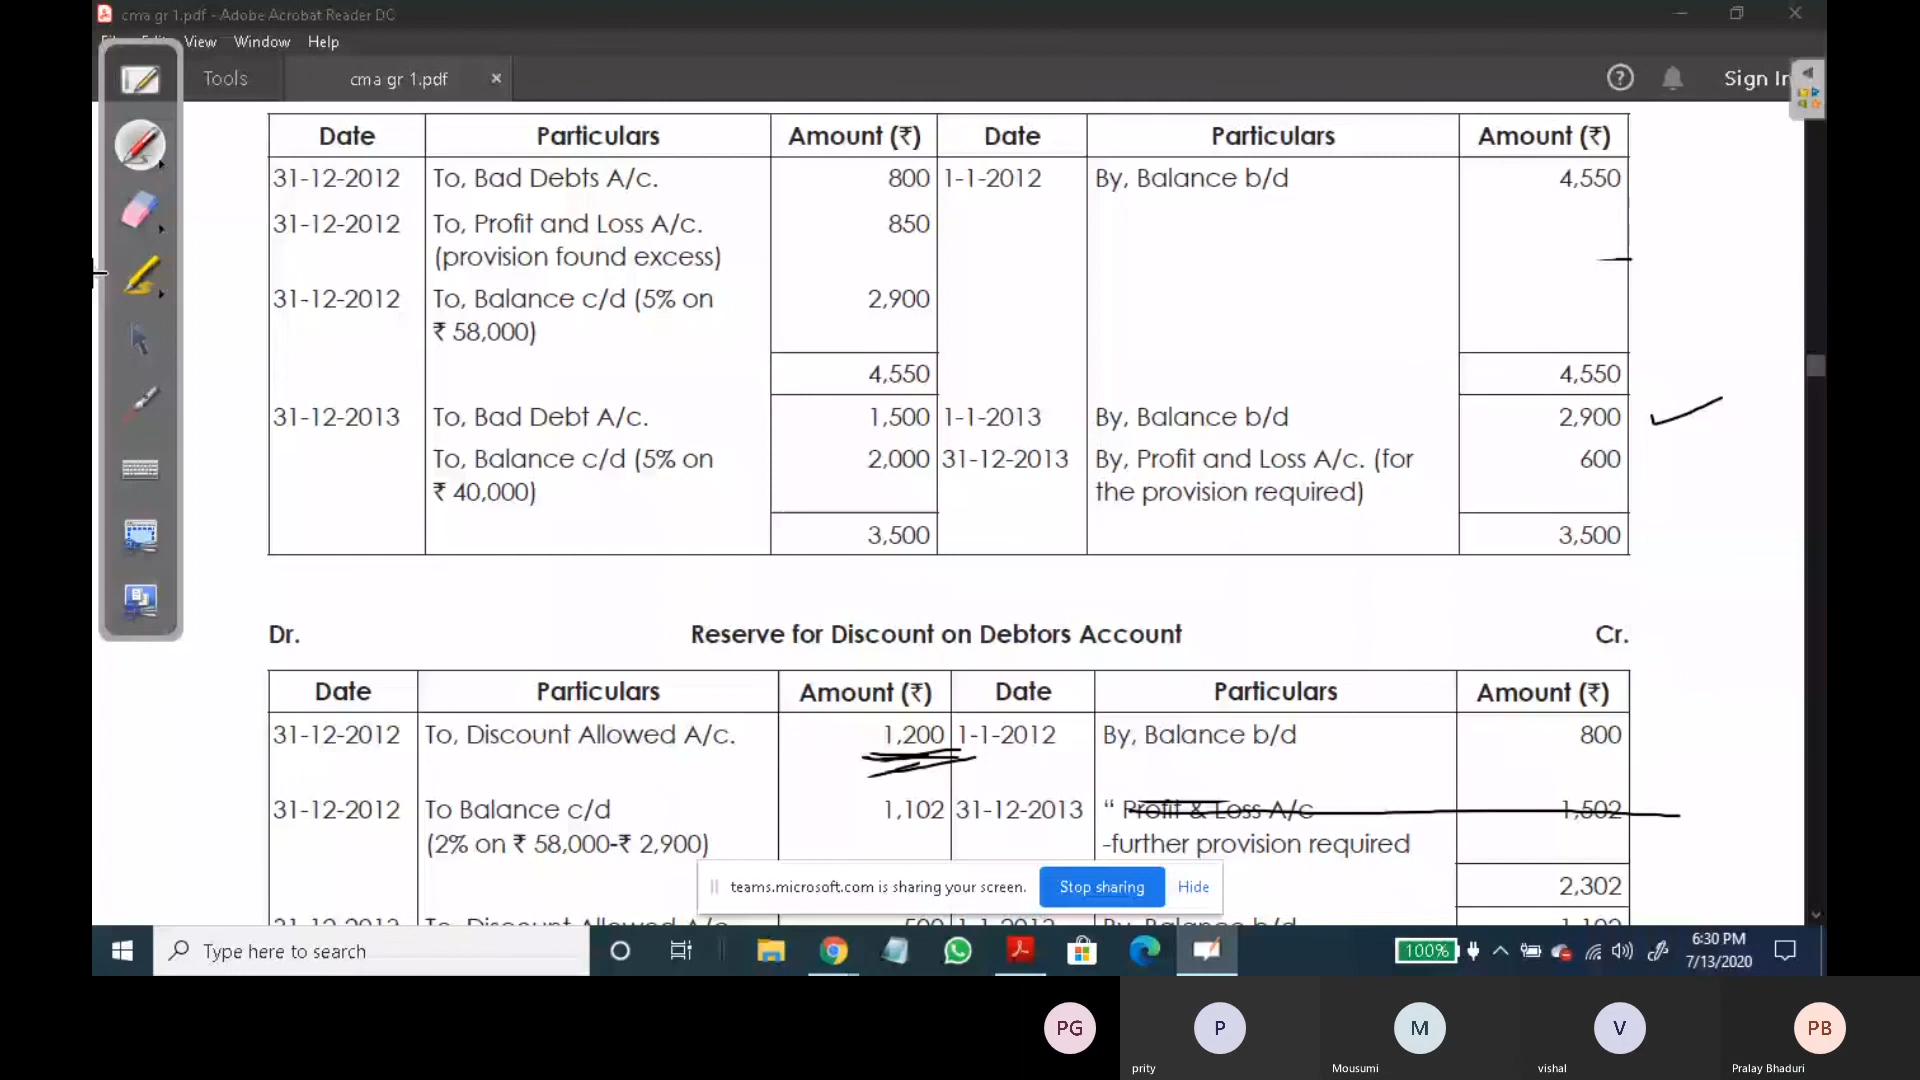 cma gr 1.pdf - Adobe Acrobat Reader DC
View Window Help
Tools cma gr 1.pdf × Sign In
Date Particulars Amount (₹) Date Particulars Amount (₹)
31-12-2012 To, Bad Debts A/c. 800 1-1-2012 By, Balance b/d 4,550
31-12-2012 To, Profit and Loss A/c. 850
(provision found excess)
31-12-2012 To, Balance c/d (5% on 2,900
₹ 58,000)
4,550 4,550
31-12-2013 To, Bad Debt A/c. 1,500 1-1-2013 By, Balance b/d 2,900
To, Balance c/d (5% on 2,000 31-12-2013 By, Profit and Loss A/c. (for 600
₹ 40,000) the provision required)
3,500 3,500
Dr. Reserve for Discount on Debtors Account Cr.
Date Particulars Amount (₹) Date Particulars Amount (₹)
31-12-2012 To, Discount Allowed A/c. 1,200 1-1-2012 By, Balance b/d 800
31-12-2012 To Balance c/d 1,102 31-12-2013 “ Profit & Loss A/c 1,502
(2% on ₹ 58,000-₹ 2,900) -further provision required
teams.microsoft.com is sharing your screen. Stop sharing Hide
2,302
Type here to search 100% 6:30 PM
7/13/2020
PG P M V PB
prity Mousumi vishal Pralay Bhaduri